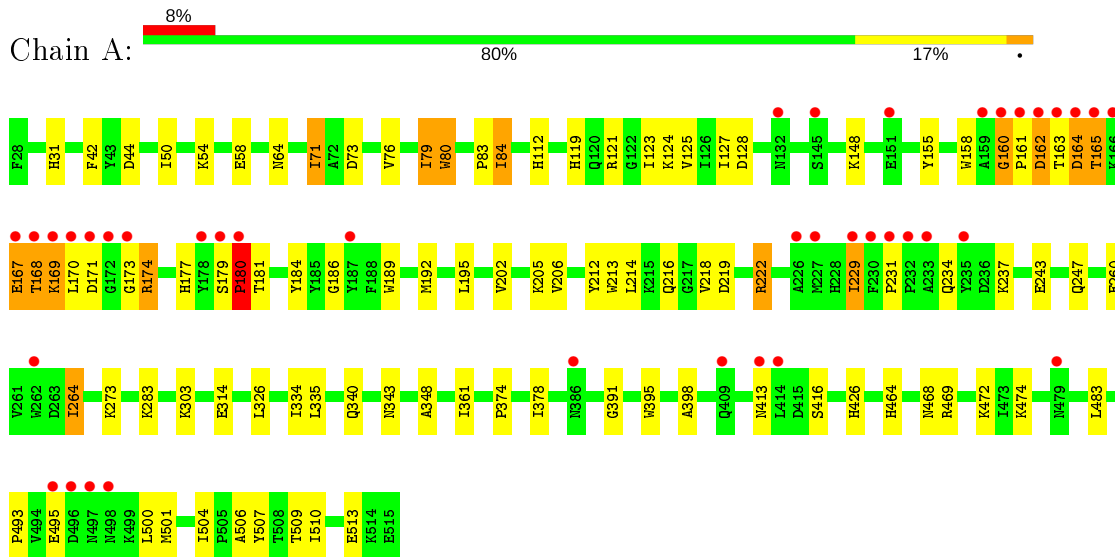 8%
Chain A:
80%
17%
•
F28 H31 F42 Y43 D44 I50 K54 E58 N64 I71 A72 D73 V76 I79 W80 P83 I84 H112 H119 Q120 R121 G122 I123 K124 V125 I126 I127 D128 N132 S145 K148 E151 Y155 W158 A159 G160 P161 D162 T163 D164 T165 K166
E167 T168 K169 L170 D171 G172 G173 R174 H177 Y178 S179 P180 T181 Y184 Y185 G186 Y187 F188 W189 M192 L195 V202 K205 V206 Y212 W213 L214 K215 Q216 G217 V218 D219 R222 A226 M227 H228 I229 F230 P231 P232 A233 Q234 Y235 D236 K237 E243 Q247 E260
V261 W262 D263 I264 K273 K283 K303 E314 L326 I334 L335 Q340 N343 A348 I361 P374 I378 N386 G391 W395 A398 Q409 N413 L414 D415 S416 H426 H464 N468 R469 K472 I473 K474 N479 L483
P493 V494 E495 D496 N497 N498 K499 L500 M501 I504 P505 A506 Y507 T508 T509 I510 E513 K514 E515